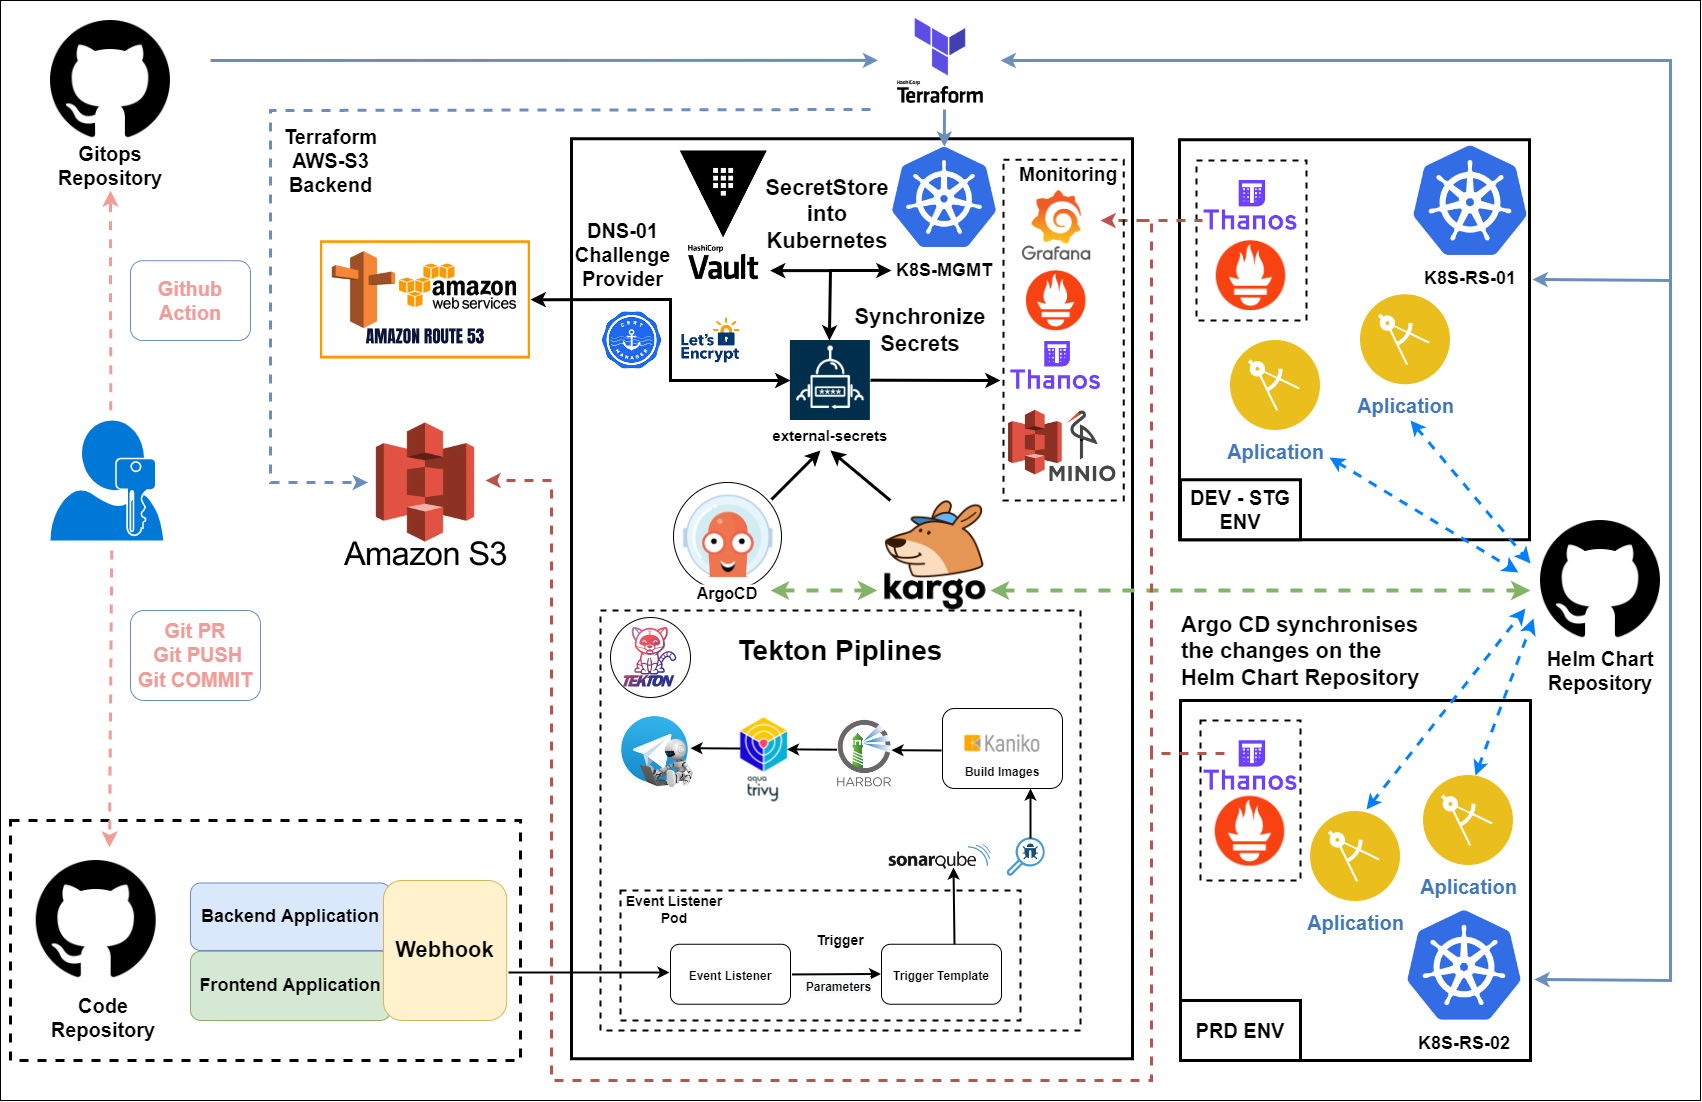 HashiCorp
Terraform
Gitops
Repository
Terraform
AWS-S3
Backend
Github
Action
amazon
web services
AMAZON ROUTE 53
DNS-01
Challenge
Provider
HashiCorp
Vault
SecretStore
into
Kubernetes
K8S-MGMT
Monitoring
Grafana
CERT
MANAGER
Let's
Encrypt
Synchronize
Secrets
Thanos
MINIO
****
external-secrets
Amazon S3
ArgoCD
kargo
Thanos
K8S-RS-01
Aplication
Aplication
DEV - STG
ENV
Helm Chart
Repository
Argo CD synchronises
the changes on the
Helm Chart Repository
Git PR
Git PUSH
Git COMMIT
TEKTON
Tekton Piplines
aqua
trivy
HARBOR
Kaniko
Build Images
sonarqube
Event Listener
Pod
Event Listener
Trigger
Parameters
Trigger Template
Code
Repository
Backend Application
Frontend Application
Webhook
Thanos
Aplication
Aplication
PRD ENV
K8S-RS-02